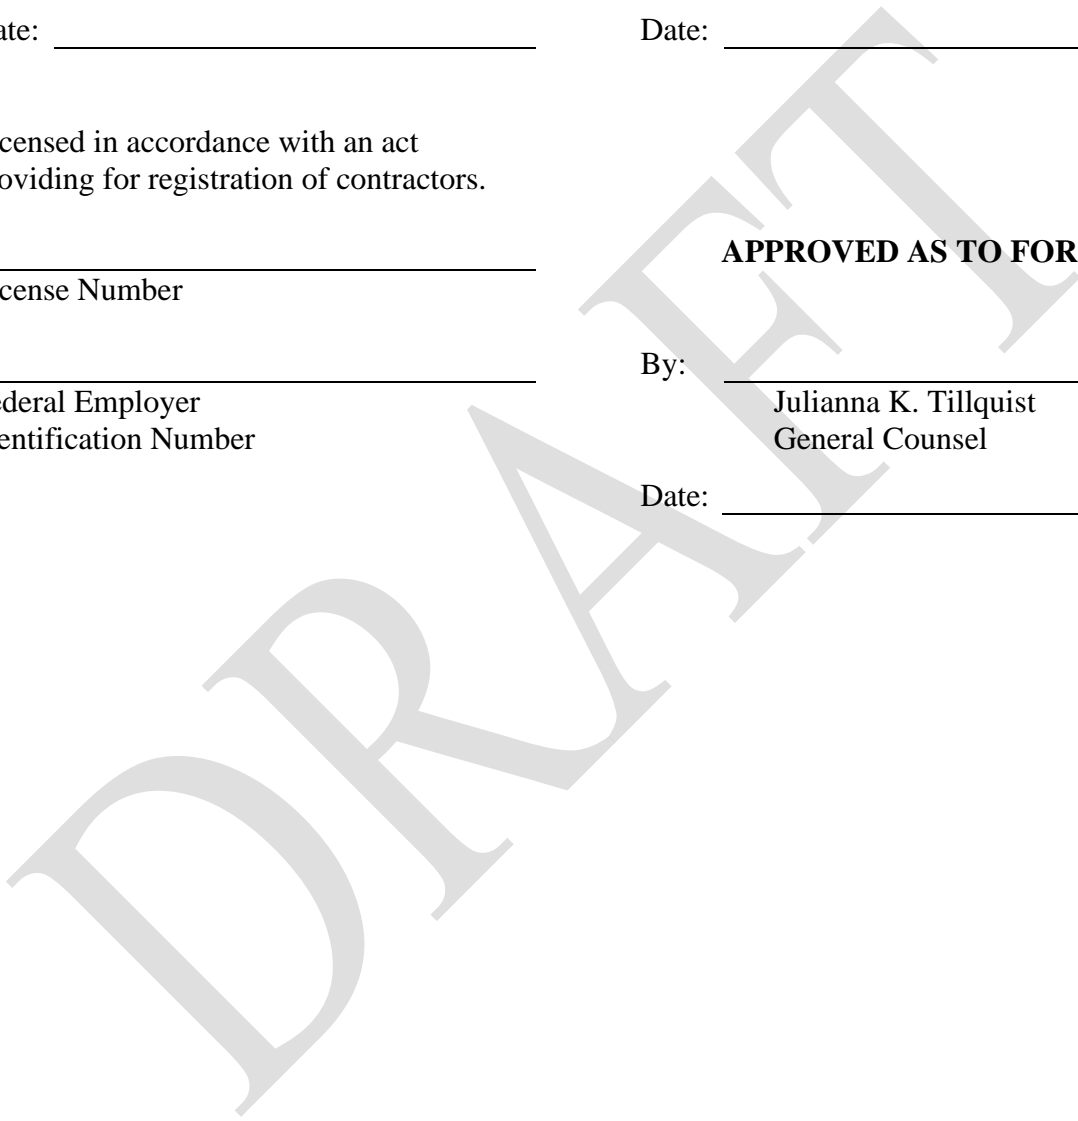 ate:
censed in accordance with an act
oviding for registration of contractors.
cense Number
ederal Employer
entification Number
Date:
APPROVED AS TO FOR
By:
Julianna K. Tillquist
General Counsel
Date:
DRAFT